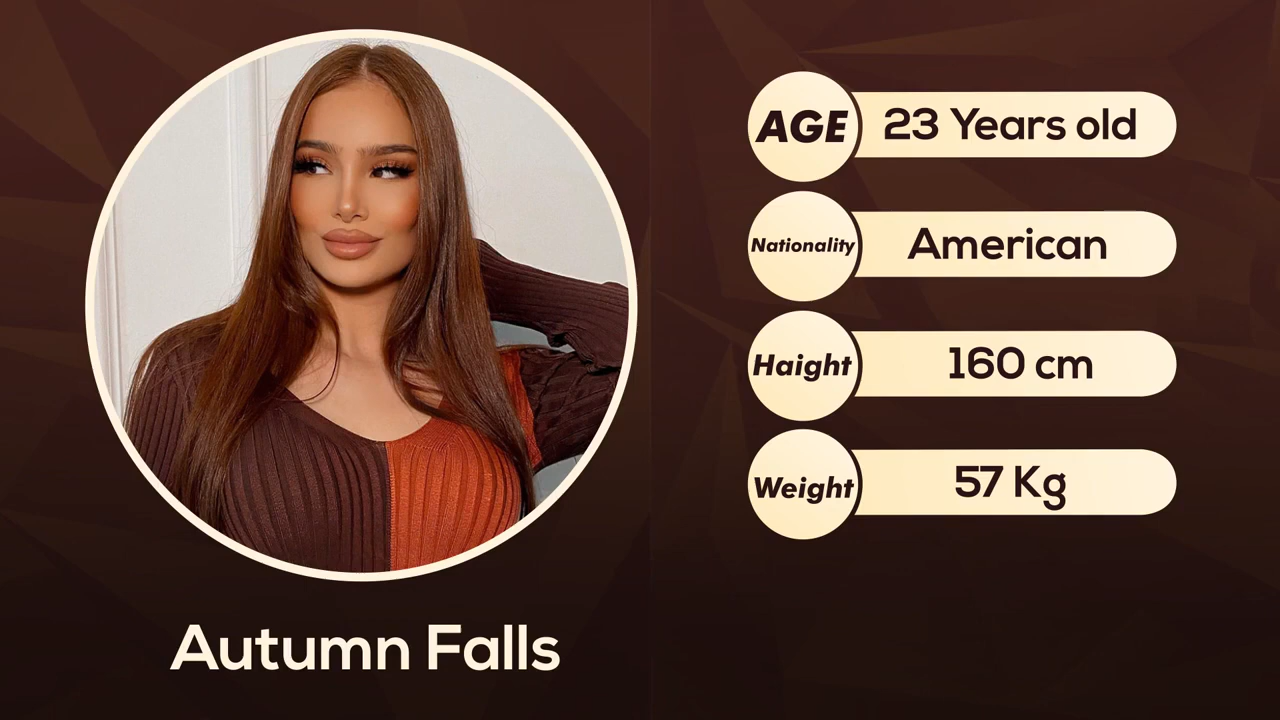 AGE 23 Years old
Nationality American
Haight 160 cm
Weight 57 Kg
Autumn Falls